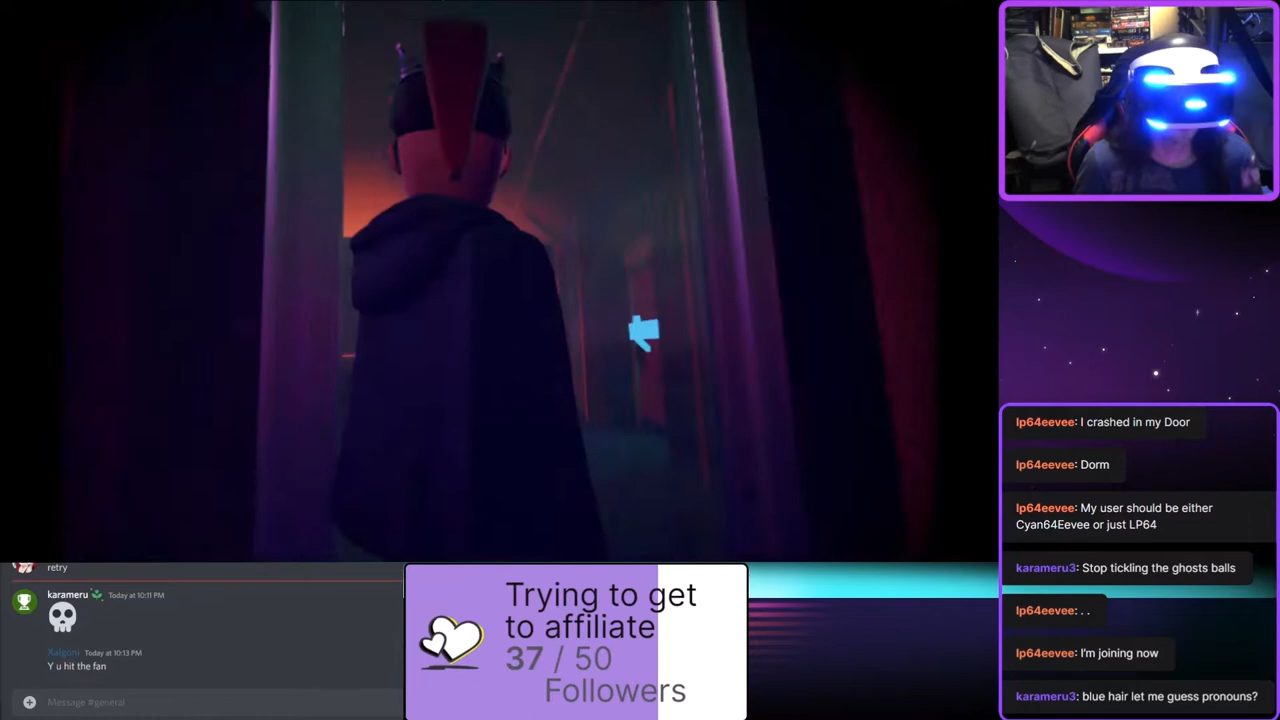 lp64eevee: I crashed in my Door
lp64eevee: Dorm
lp64eevee: My user should be either
Cyan64Eevee or just LP64
karameru3: Stop tickling the ghosts balls
lp64eevee: . .
lp64eevee: I'm joining now
karameru3: blue hair let me guess pronouns?
retry
karameru Today at 10:11 PM
Xalgoni Today at 10:13 PM
Y u hit the fan
Message #general
Trying to get
to affiliate
37 / 50
Followers